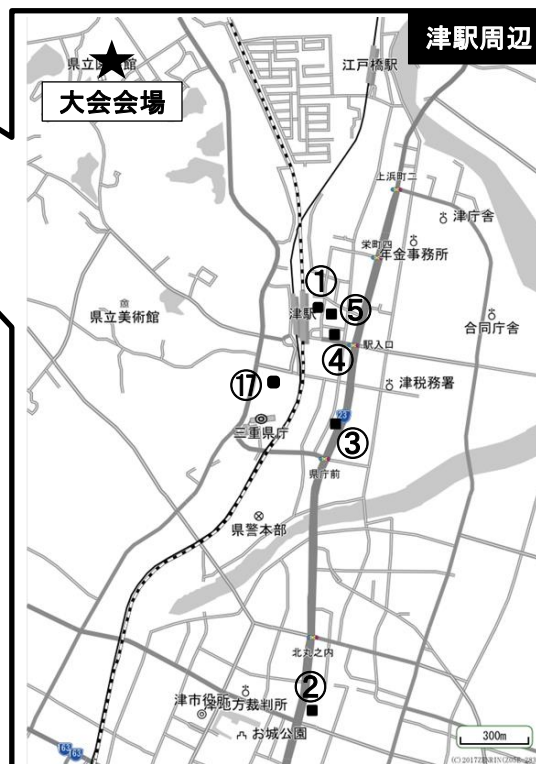 津駅周辺
県立図書館
大会会場
江戸橋駅
上浜町二
津庁舎
栄町四
年金事務所
①
津駅
⑤
県立美術館
合同庁舎
④
駅入口
⑰
津税務署
23
三重県庁
③
県庁前
県警本部
北丸之内
②
津市役所
津地方裁判所
お城公園
163
163
300m